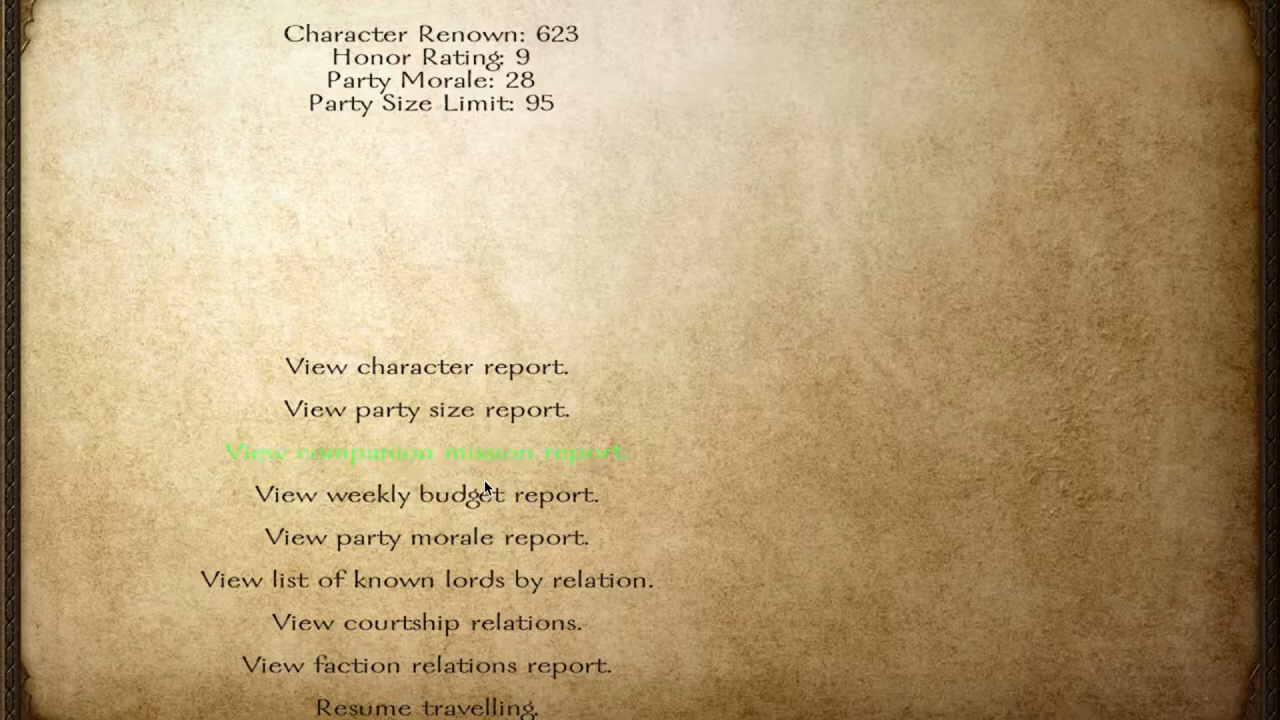 Character Renown: 623
Honor Rating: 9
Party Morale: 28
Party Size Limit: 95
View character report.
View party size report.
View companion mission report.
View weekly budget report.
View party morale report.
View list of known lords by relation.
View courtship relations.
View faction relations report.
Resume travelling.